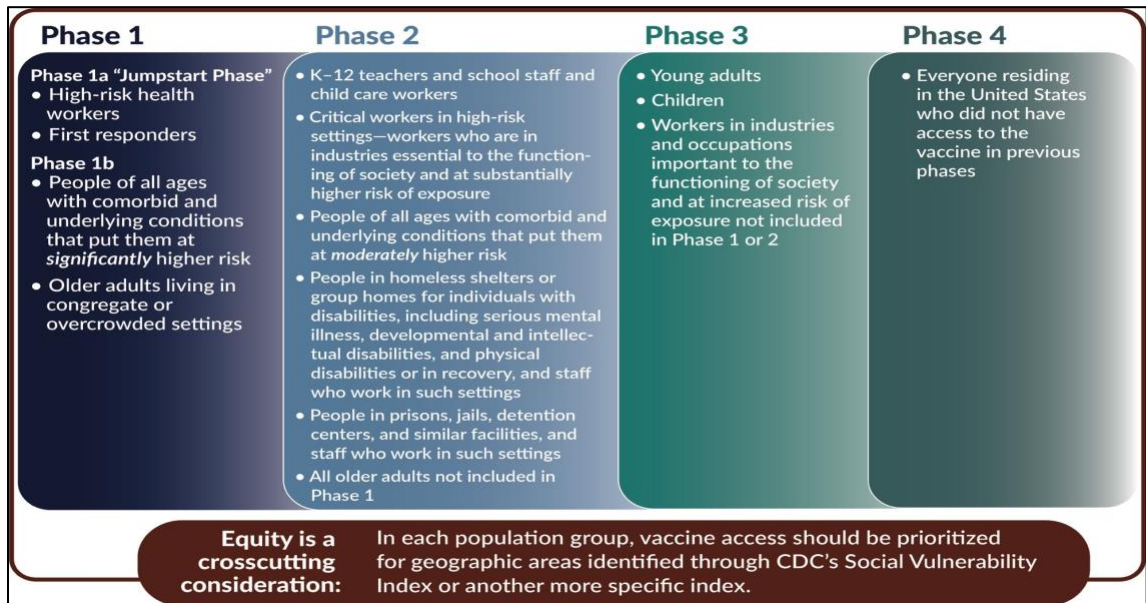 Phase 1
Phase 1a “Jumpstart Phase”
• High-risk health
workers
• First responders
Phase 1b
• People of all ages
with comorbid and
underlying conditions
that put them at
significantly higher risk
• Older adults living in
congregate or
overcrowded settings
Phase 2
• K–12 teachers and school staff and
child care workers
• Critical workers in high-risk
settings—workers who are in
industries essential to the function-
ing of society and at substantially
higher risk of exposure
• People of all ages with comorbid and
underlying conditions that put them
at moderately higher risk
• People in homeless shelters or
group homes for individuals with
disabilities, including serious mental
illness, developmental and intellec-
tual disabilities, and physical
disabilities or in recovery, and staff
who work in such settings
• People in prisons, jails, detention
centers, and similar facilities, and
staff who work in such settings
• All older adults not included in
Phase 1
Phase 3
• Young adults
• Children
• Workers in industries
and occupations
important to the
functioning of society
and at increased risk of
exposure not included
in Phase 1 or 2
Phase 4
• Everyone residing
in the United States
who did not have
access to the
vaccine in previous
phases
Equity is a
crosscutting
consideration:
In each population group, vaccine access should be prioritized
for geographic areas identified through CDC’s Social Vulnerability
Index or another more specific index.